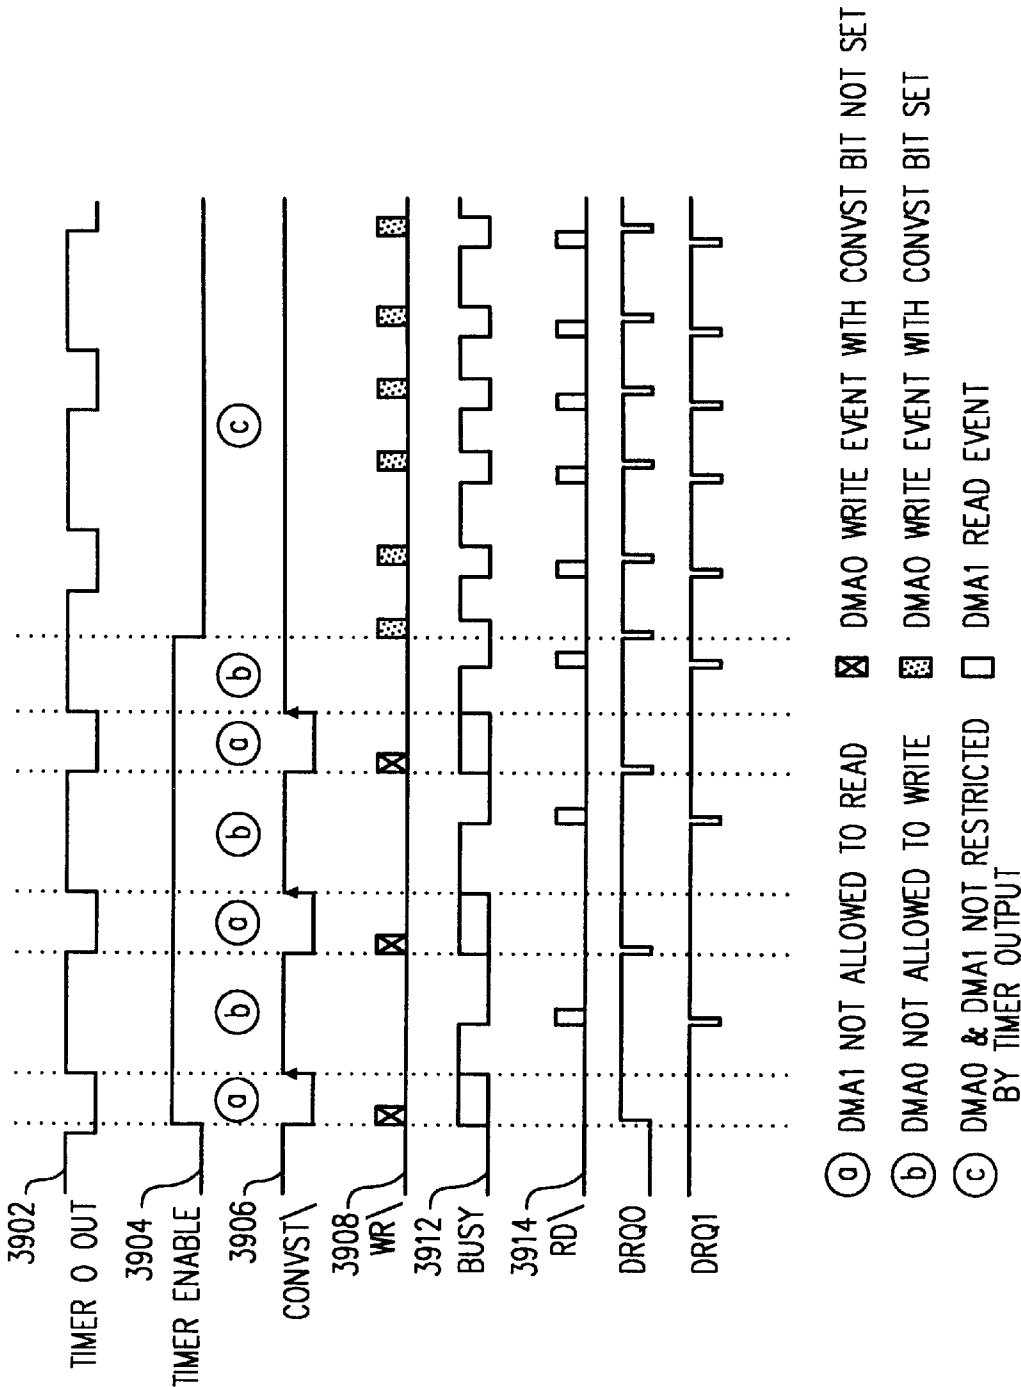 3902
TIMER 0 OUT
3904
TIMER ENABLE
a
b
a
b
a
b
c
3906
CONVST\
3908
WR\
3912
BUSY
3914
RD\
DRQ0
DRQ1
a DMA1 NOT ALLOWED TO READ
b DMA0 NOT ALLOWED TO WRITE
c DMA0 & DMA1 NOT RESTRICTED
BY TIMER OUTPUT
DMA0 WRITE EVENT WITH CONVST BIT NOT SET
DMA0 WRITE EVENT WITH CONVST BIT SET
DMA1 READ EVENT